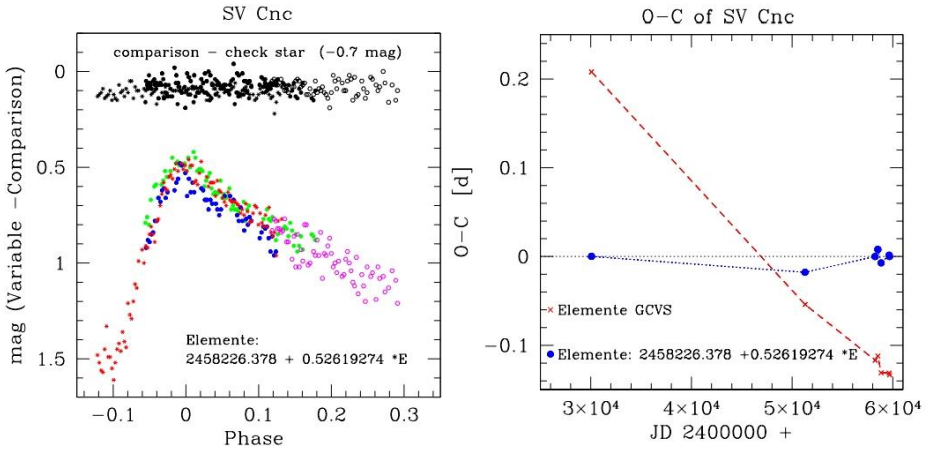 SV Cnc
comparison − check star (−0.7 mag)
0
0.5
1
1.5
mag (Variable −Comparison)
Elemente:
2458226.378 + 0.52619274 *E
−0.1 0 0.1 0.2 0.3
Phase
O−C of SV Cnc
0.2
0.1
0
−0.1
O−C [d]
Elemente GCVS
Elemente: 2458226.378 +0.52619274 *E
3×10⁴ 4×10⁴ 5×10⁴ 6×10⁴
JD 2400000 +